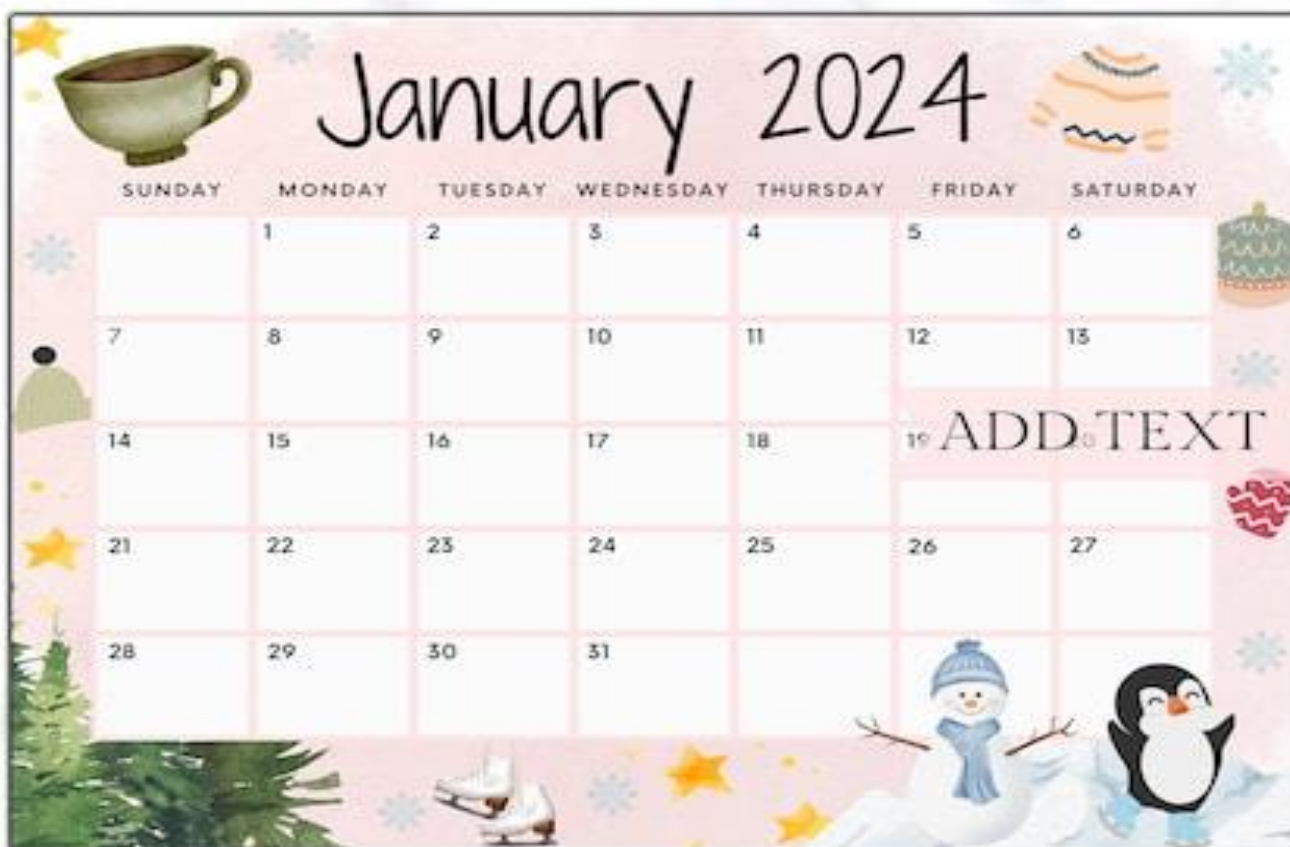 January 2024
SUNDAY MONDAY TUESDAY WEDNESDAY THURSDAY FRIDAY SATURDAY
1 2 3 4 5 6
7 8 9 10 11 12 13
ADD TEXT
14 15 16 17 18 19
21 22 23 24 25 26 27
28 29 30 31